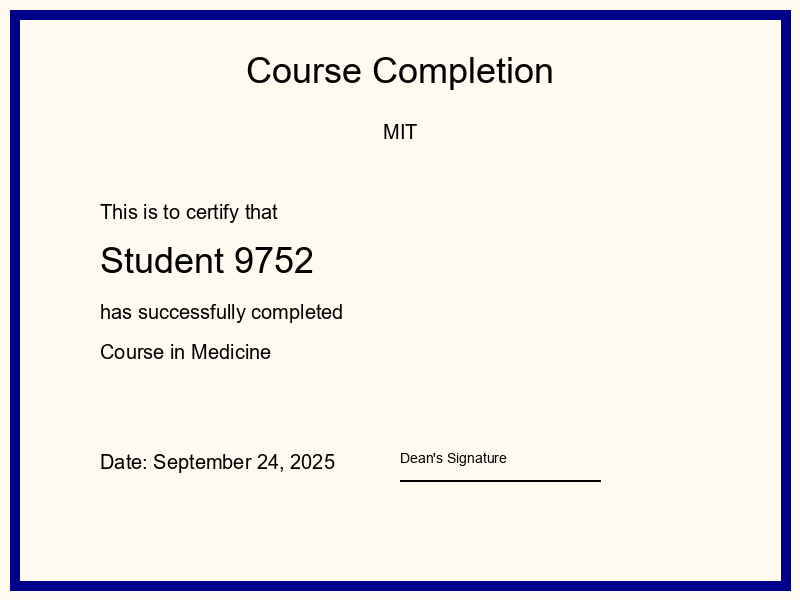 Course Completion
MIT
This is to certify that
Student 9752
has successfully completed
Course in Medicine
Date: September 24, 2025
Dean's Signature